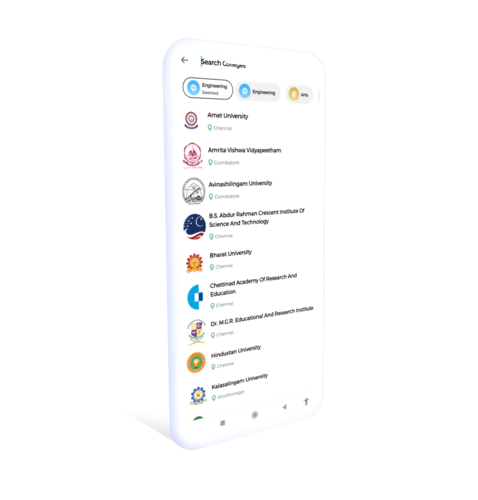 Search Colleges
Engineering
Deemed
Engineering
Arts
Amet University
Chennai
Amrita Vishwa Vidyapeetham
Coimbatore
Avinashilingam University
Coimbatore
B.S. Abdur Rahman Crescent Institute Of
Science And Technology
Chennai
Bharat University
Chennai
Chettinad Academy Of Research And
Education
Chennai
Dr. M.G.R. Educational And Research Institute
Chennai
Hindustan University
Chennai
Kalasalingam University